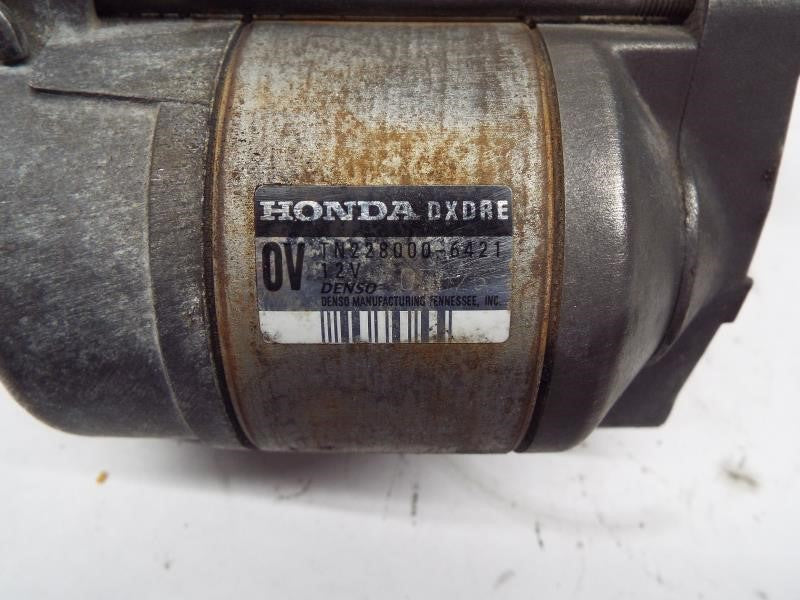 HONDA DXDRE
0V TN228000-6421
12V
DENSO
DENSO MANUFACTURING TENNESSEE, INC.